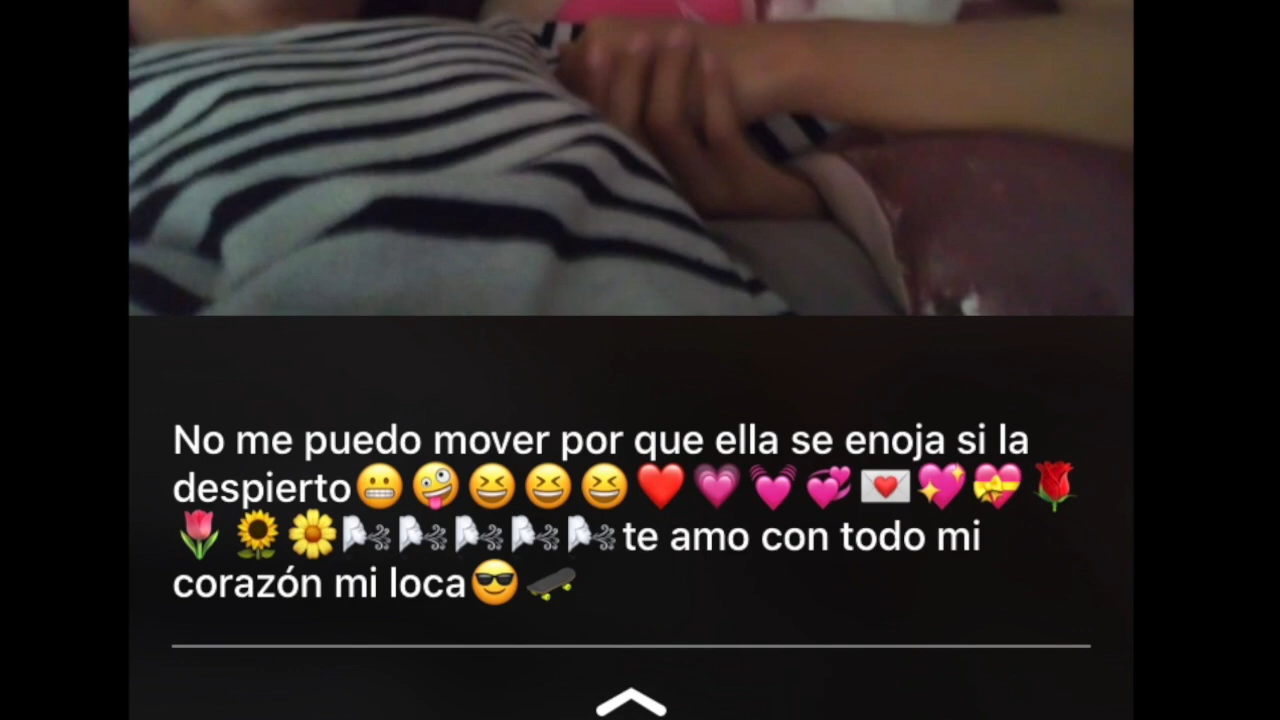 No me puedo mover por que ella se enoja si la
despierto😬🤪😆😆😆❤️💗💓💞💌💖💝🌹
🌷🌻🌼🌬️🌬️🌬️🌬️🌬️te amo con todo mi
corazón mi loca😎🛹